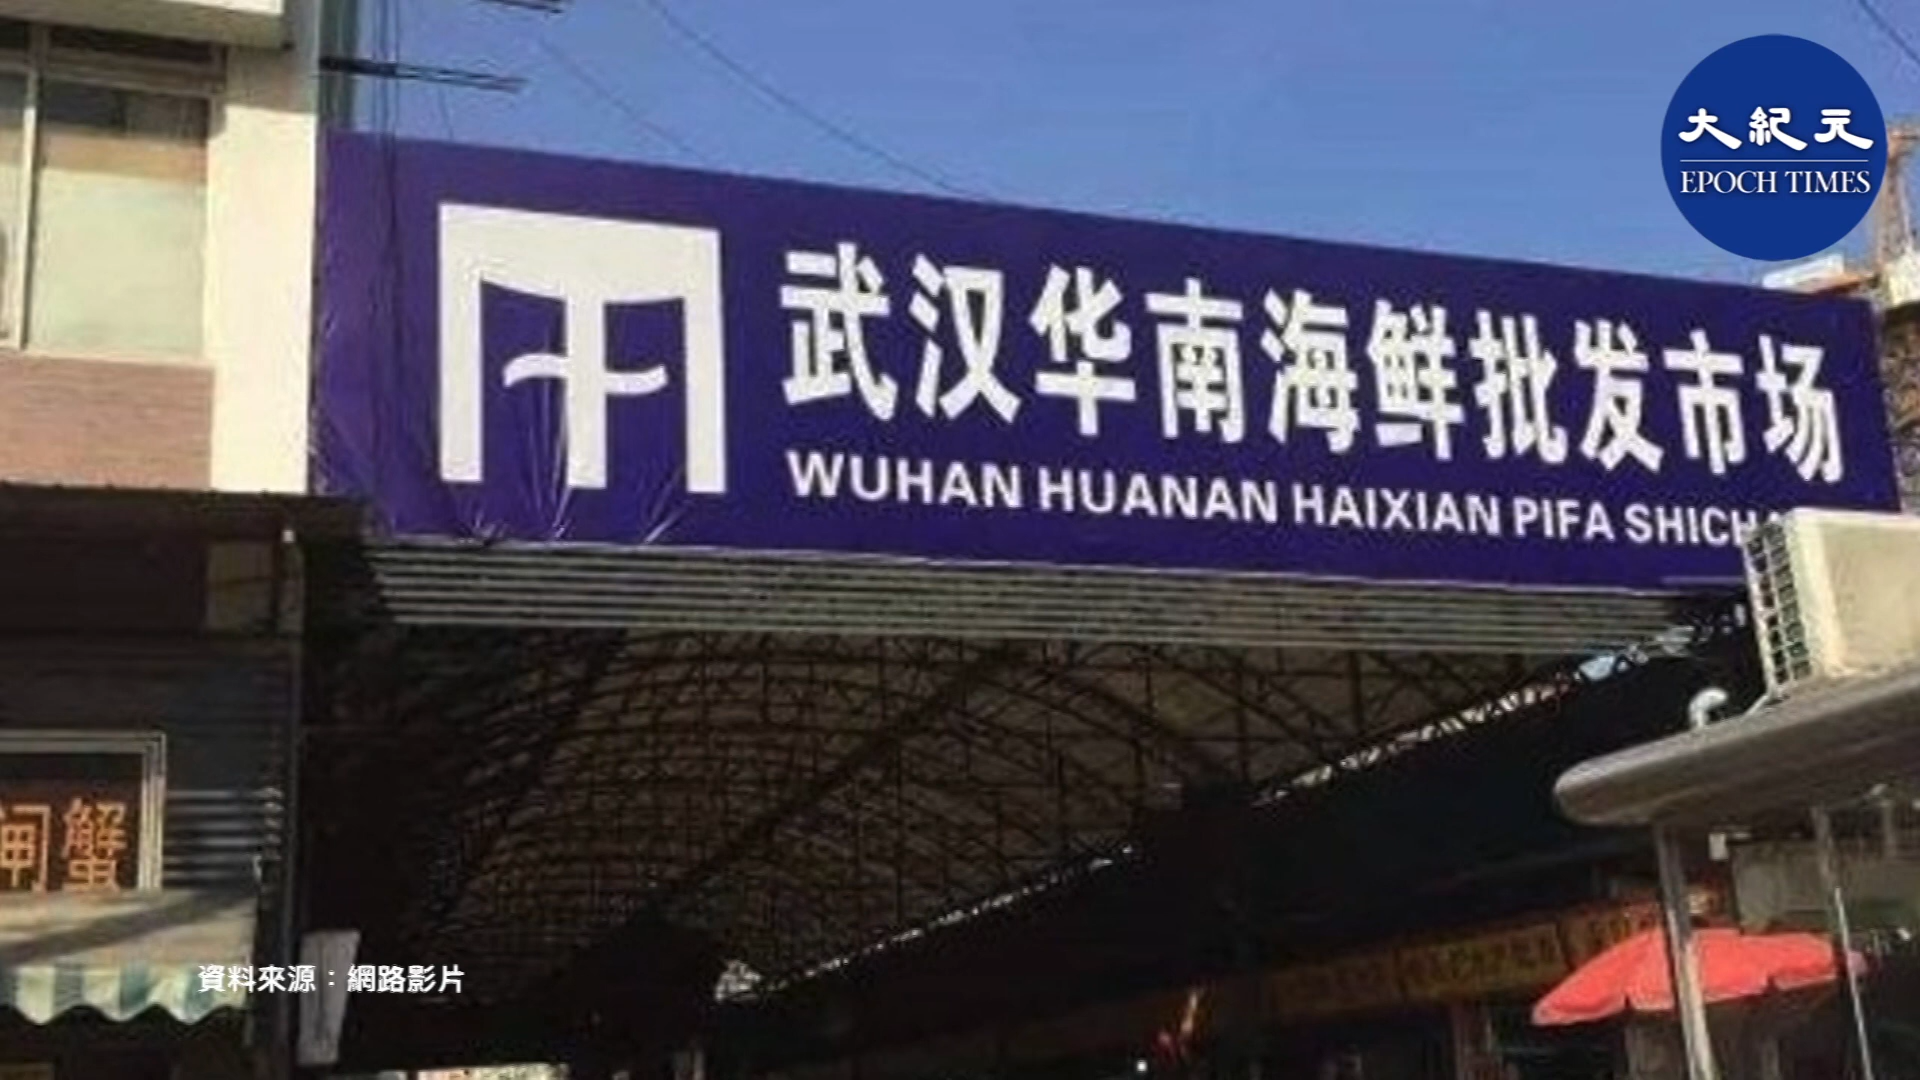 大紀元
EPOCH TIMES
武汉华南海鲜批发市场
WUHAN HUANAN HAIXIAN PIFA SHICH
闸蟹
資料來源：網路影片